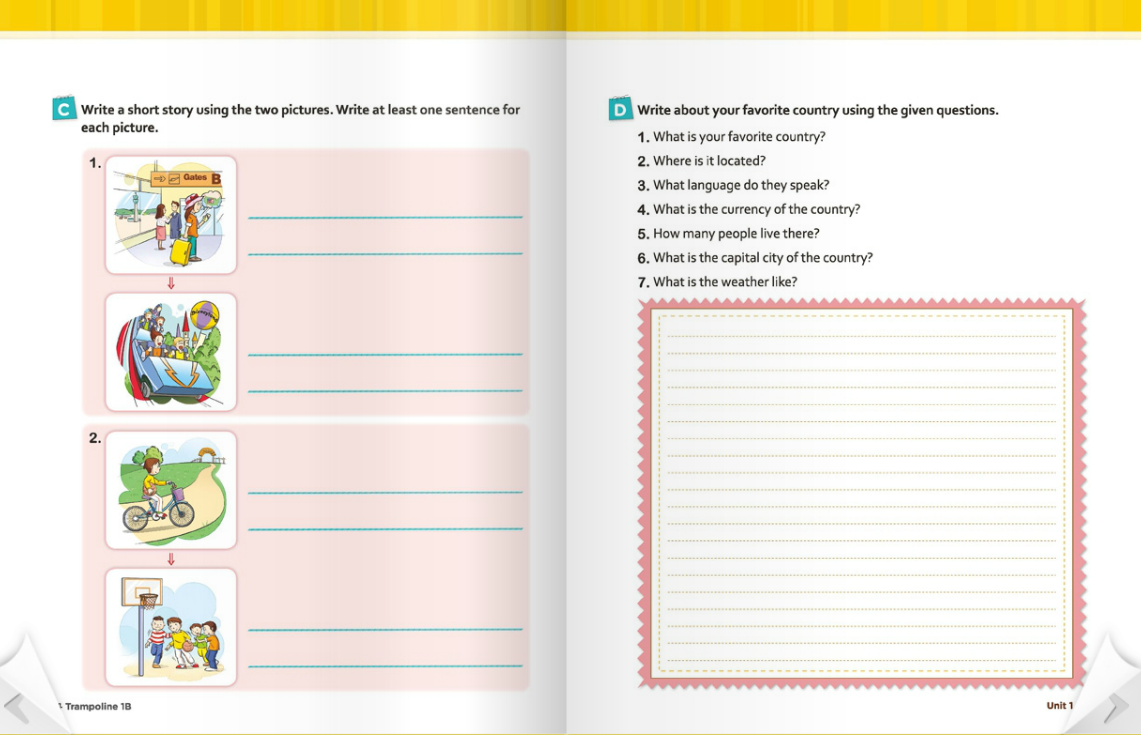 C Write a short story using the two pictures. Write at least one sentence for
each picture.
1.
Gates B
2.
Trampoline 1B
D Write about your favorite country using the given questions.
1. What is your favorite country?
2. Where is it located?
3. What language do they speak?
4. What is the currency of the country?
5. How many people live there?
6. What is the capital city of the country?
7. What is the weather like?
Unit 1